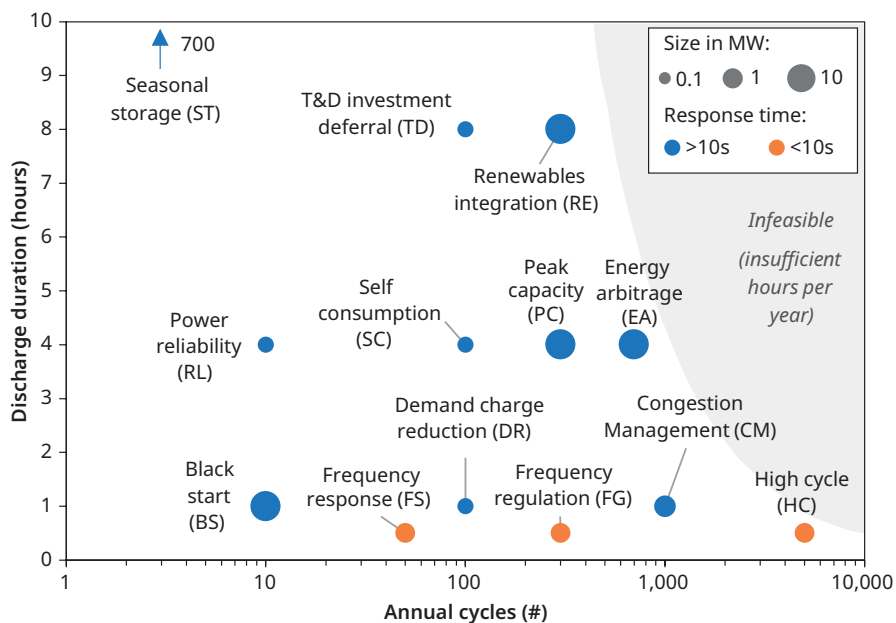 Discharge duration (hours)
10
9
8
7
6
5
4
3
2
1
0
700
Seasonal
storage (ST)
T&D investment
deferral (TD)
Renewables
integration (RE)
Size in MW:
0.1
1
10
Response time:
>10s
<10s
Infeasible
(insufficient
hours per
year)
Power
reliability
(RL)
Self
consumption
(SC)
Peak
capacity
(PC)
Energy
arbitrage
(EA)
Black
start
(BS)
Frequency
response (FS)
Demand charge
reduction (DR)
Frequency
regulation (FG)
Congestion
Management (CM)
High cycle
(HC)
1
10
100
1,000
10,000
Annual cycles (#)